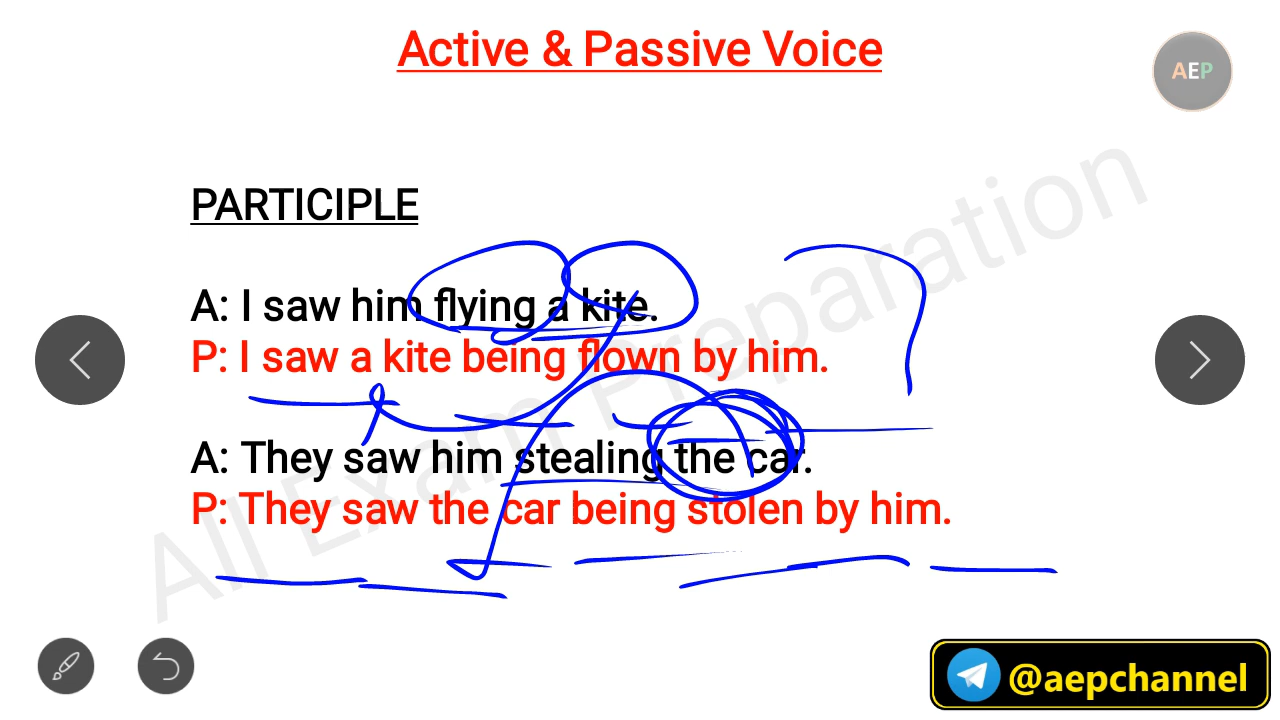 Active & Passive Voice
AEP
PARTICIPLE
A: I saw him flying a kite.
P: I saw a kite being flown by him.
A: They saw him stealing the car.
P: They saw the car being stolen by him.
All Exam Preparation
@aepchannel